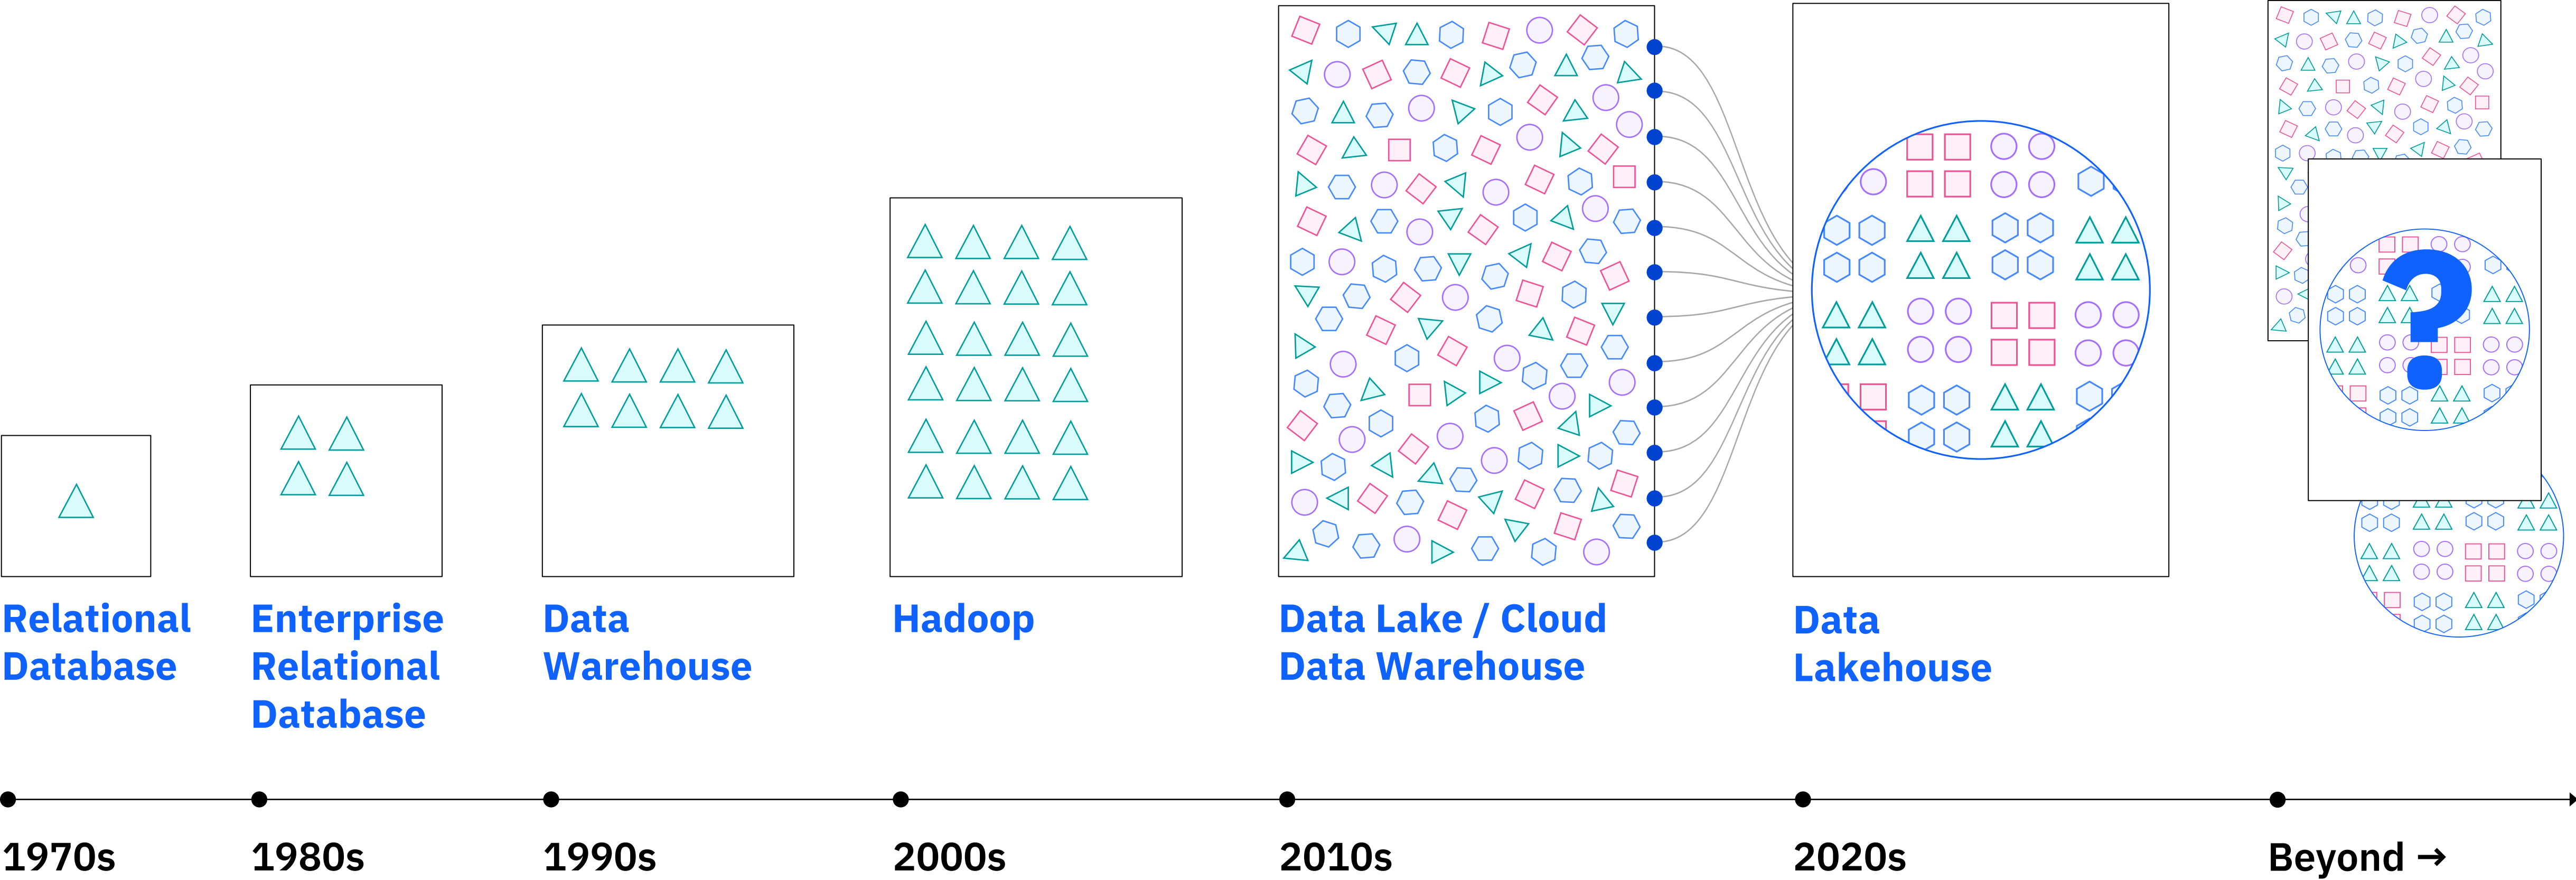 ?
Relational
Database
Enterprise
Relational
Database
Data
Warehouse
Hadoop
Data Lake / Cloud
Data Warehouse
Data
Lakehouse
1970s
1980s
1990s
2000s
2010s
2020s
Beyond →